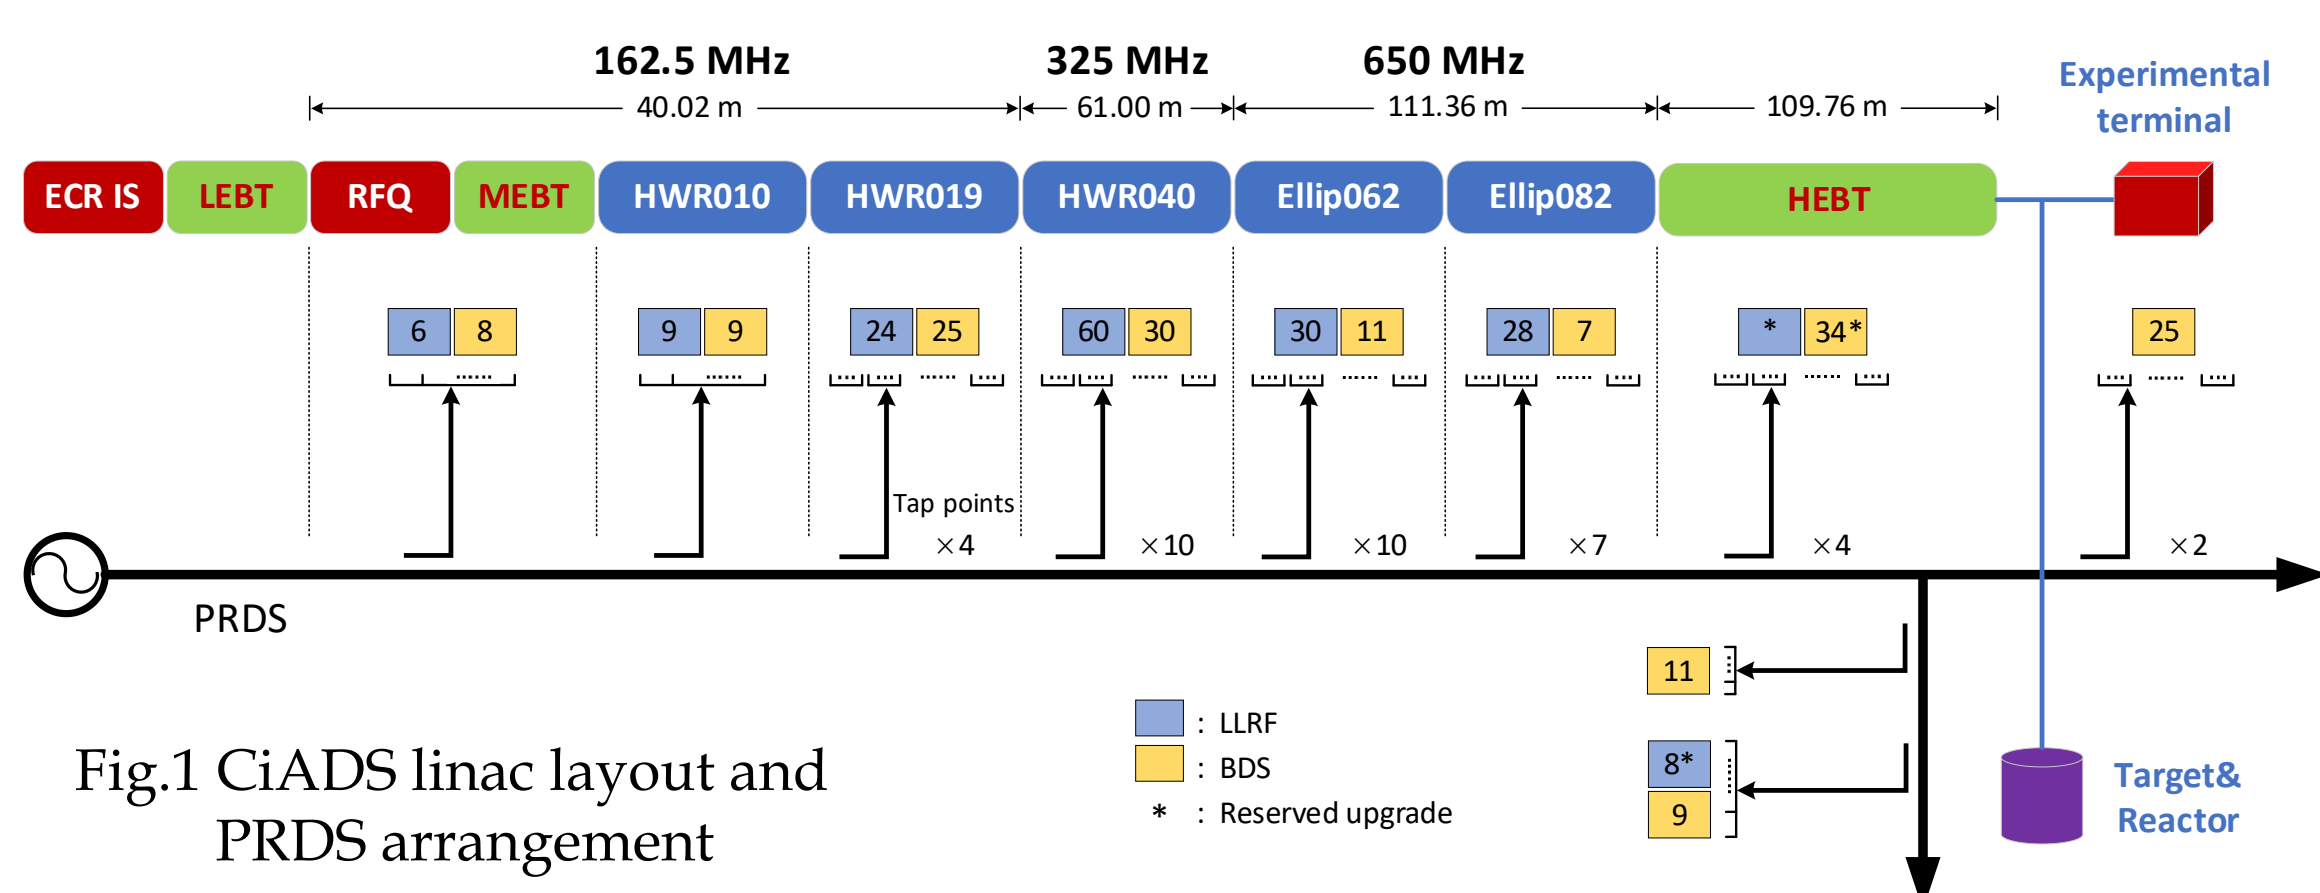 162.5 MHz 325 MHz 650 MHz
40.02 m 61.00 m 111.36 m 109.76 m
Experimental
terminal
ECR IS LEBT RFQ MEBT HWR010 HWR019 HWR040 Ellip062 Ellip082 HEBT
6 8 9 9 24 25 60 30 30 11 28 7 * 34* 25
Tap points
×4 ×10 ×10 ×7 ×4 ×2
PRDS
11
: LLRF
: BDS
* : Reserved upgrade
8*
9
Target&
Reactor
Fig.1 CiADS linac layout and
PRDS arrangement